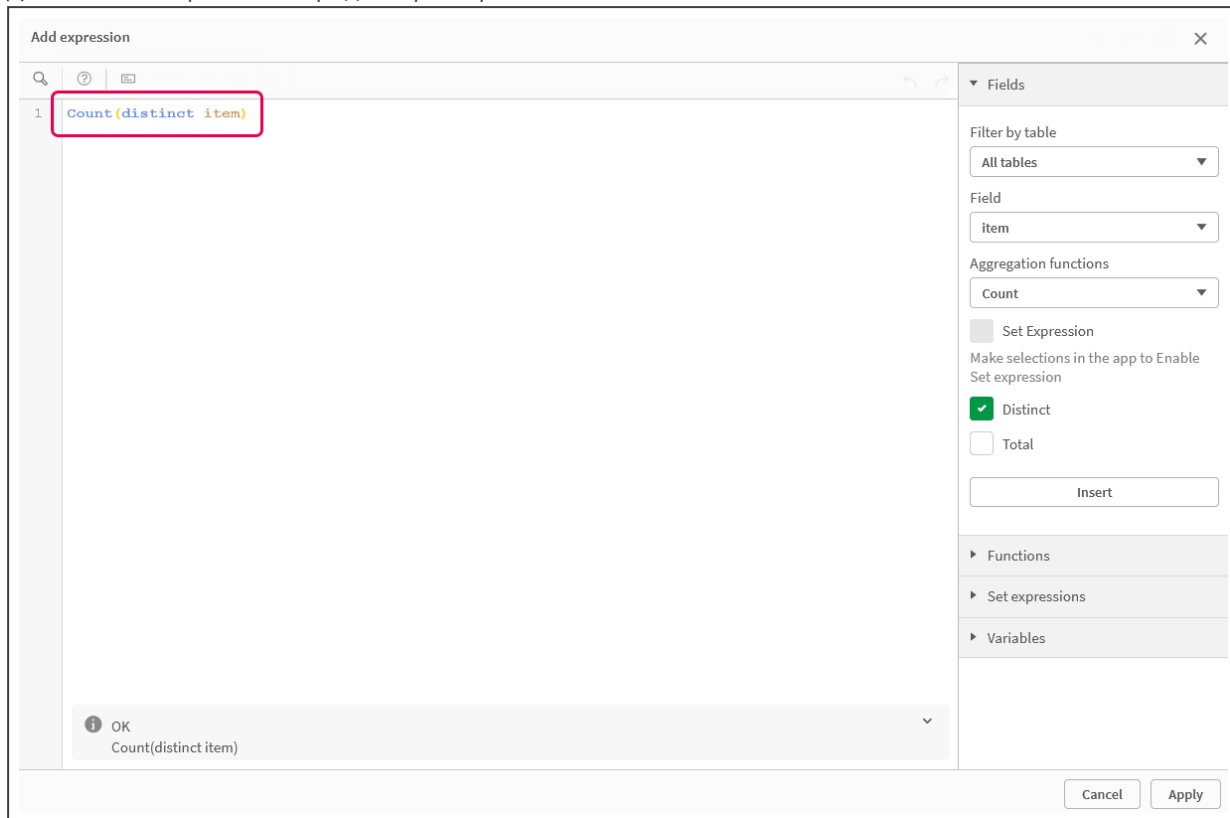 Add expression
1 Count(distinct item)
Fields
Filter by table
All tables
Field
item
Aggregation functions
Count
Set Expression
Make selections in the app to Enable
Set expression
Distinct
Total
Insert
Functions
Set expressions
Variables
OK
Count(distinct item)
Cancel Apply